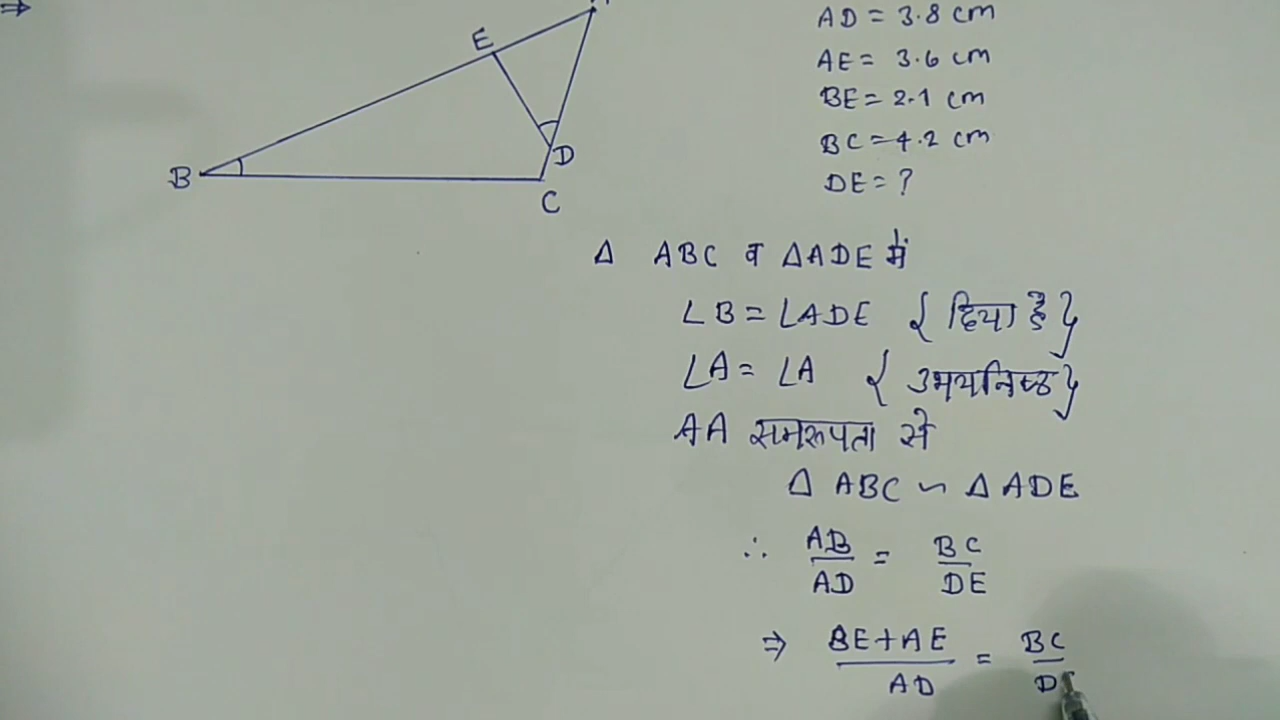 ⇒
E
B
D
C
AD = 3.8 cm
AE = 3.6 cm
BE = 2.1 cm
BC = 4.2 cm
DE = ?
Δ ABC व ΔADE में
∠B = ∠ADE { दिया है }
∠A = ∠A { उभयनिष्ठ }
AA समरूपता से
Δ ABC ~ Δ ADE
∴ AB/AD = BC/DE
⇒ BE+AE/AD = BC/D